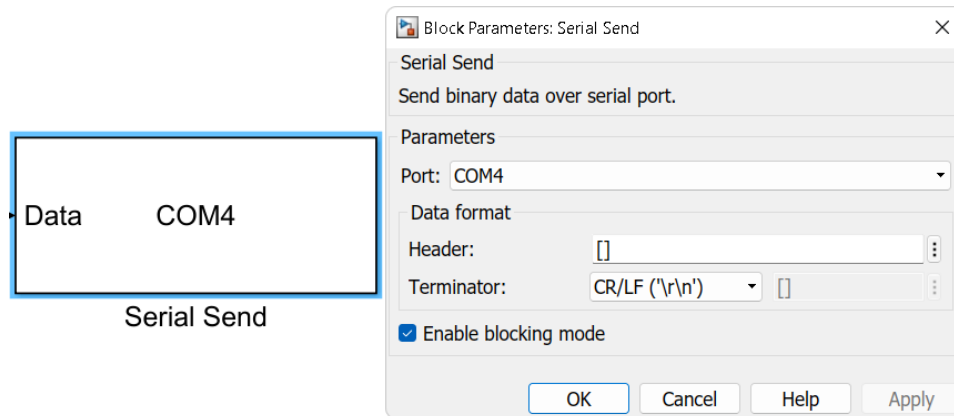 Data COM4
Serial Send
Block Parameters: Serial Send
Serial Send
Send binary data over serial port.
Parameters
Port: COM4
Data format
Header: []
Terminator: CR/LF ('\r\n') []
Enable blocking mode
OK Cancel Help Apply